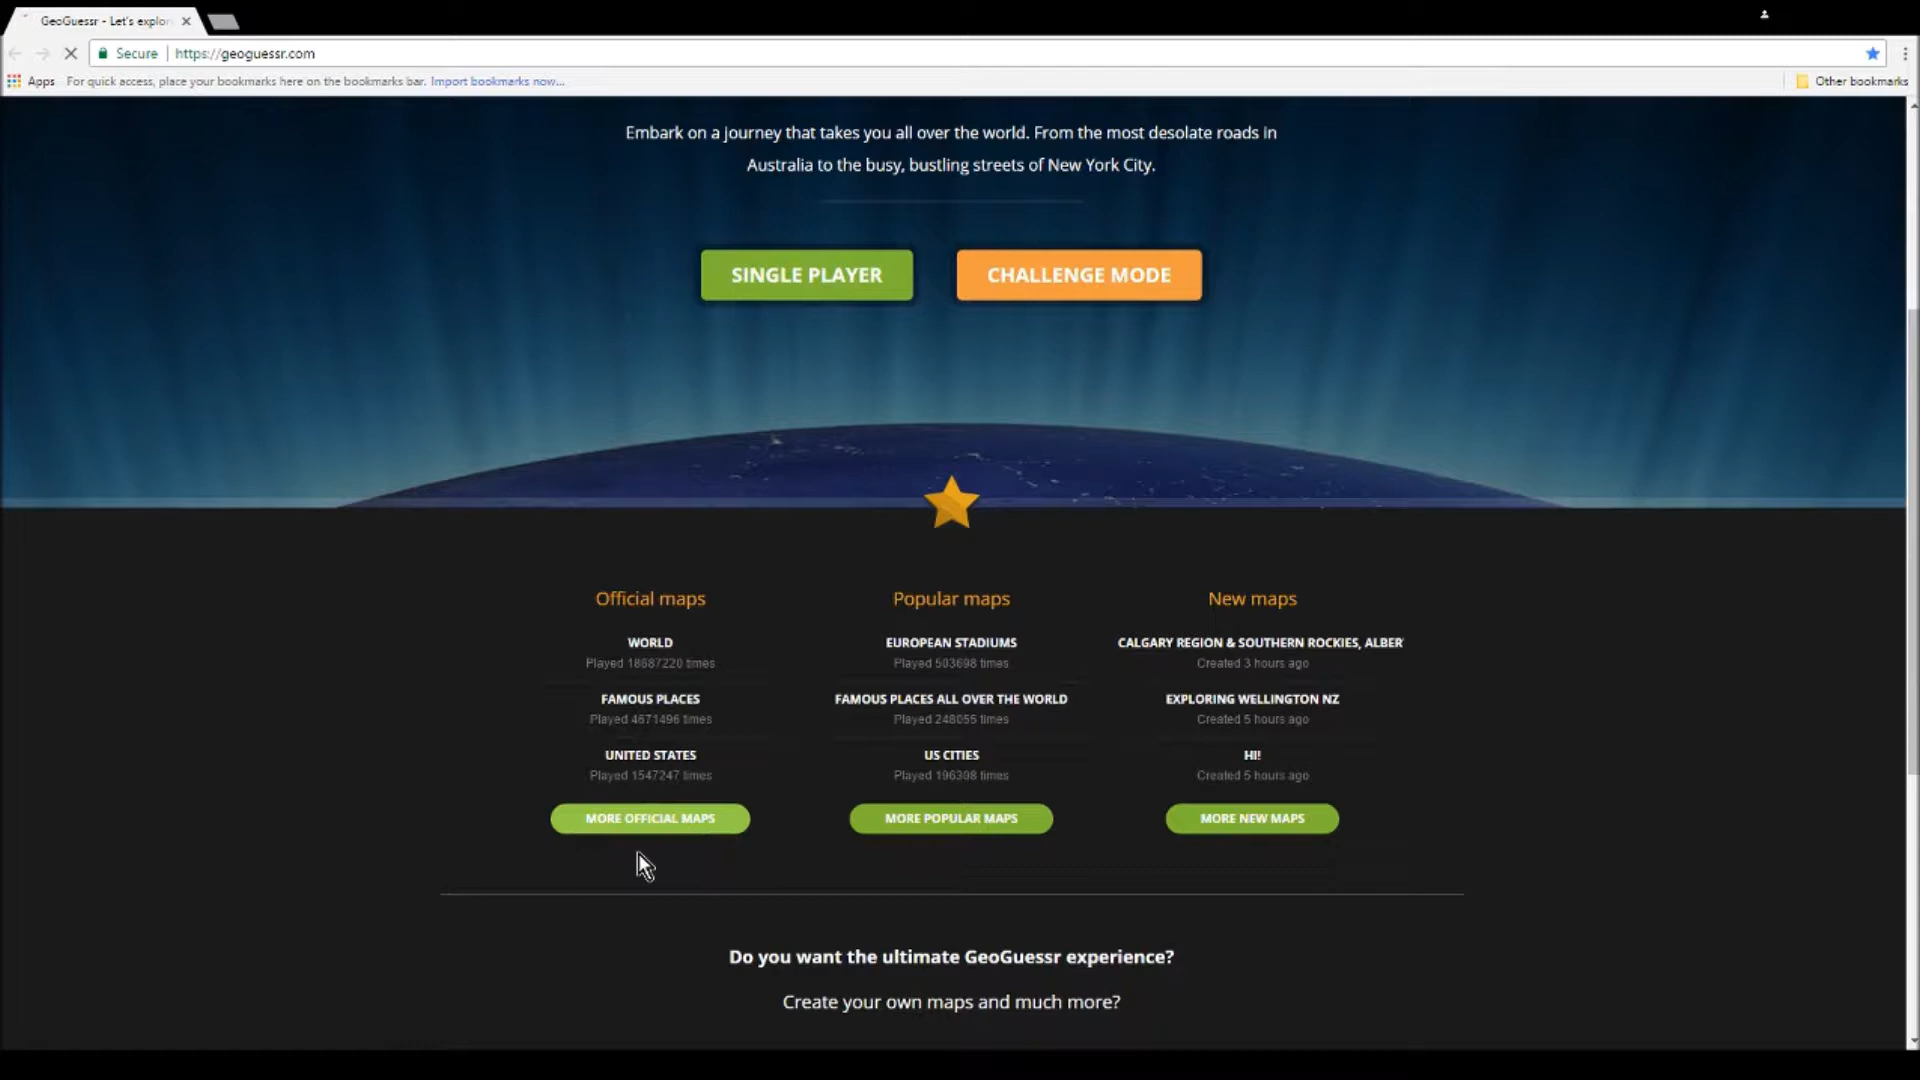 GeoGuessr - Let's explor
Secure | https://geoguessr.com
Apps For quick access, place your bookmarks here on the bookmarks bar. Import bookmarks now... Other bookmarks
Embark on a journey that takes you all over the world. From the most desolate roads in
Australia to the busy, bustling streets of New York City.
SINGLE PLAYER
CHALLENGE MODE
Official maps
WORLD
Played 18687220 times
FAMOUS PLACES
Played 4671496 times
UNITED STATES
Played 1547247 times
MORE OFFICIAL MAPS
Popular maps
EUROPEAN STADIUMS
Played 503698 times
FAMOUS PLACES ALL OVER THE WORLD
Played 248055 times
US CITIES
Played 196308 times
MORE POPULAR MAPS
New maps
CALGARY REGION & SOUTHERN ROCKIES, ALBER
Created 3 hours ago
EXPLORING WELLINGTON NZ
Created 5 hours ago
HI!
Created 5 hours ago
MORE NEW MAPS
Do you want the ultimate GeoGuessr experience?
Create your own maps and much more?